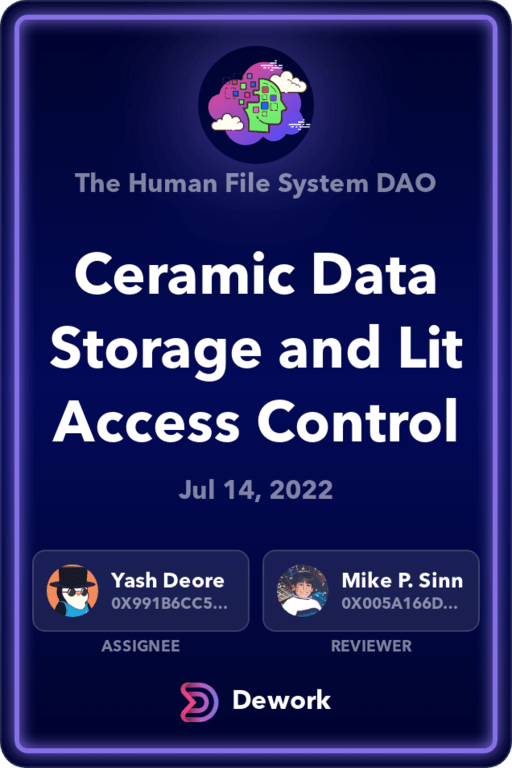 The Human File System DAO
Ceramic Data
Storage and Lit
Access Control
Jul 14, 2022
Yash Deore
0X991B6CC5...
ASSIGNEE
Mike P. Sinn
0X005A166D...
REVIEWER
Dework